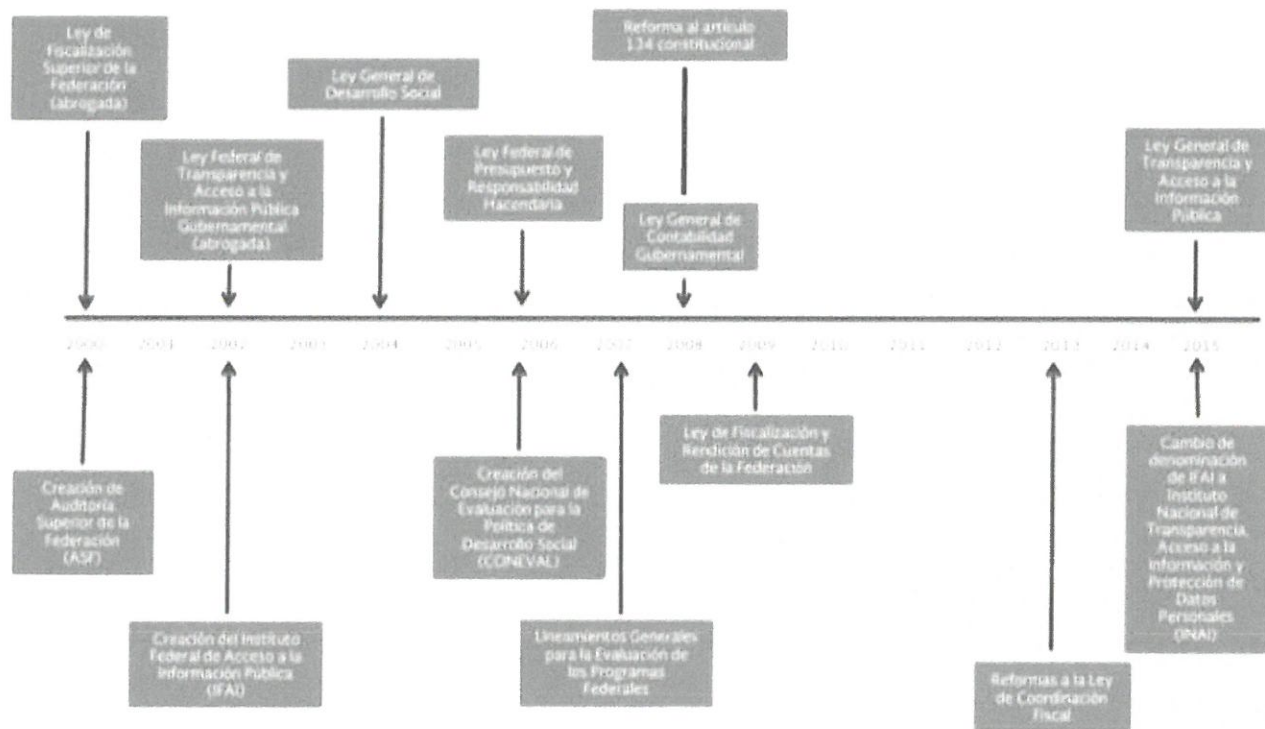 Ley de
Fiscalización
Superior de la
Federación
(abrogada)
Ley Federal de
Transparencia y
Acceso a la
Información Pública
Gubernamental
(abrogada)
Ley General de
Desarrollo Social
Ley Federal de
Presupuesto y
Responsabilidad
Hacendaria
Reforma al artículo
134 constitucional
Ley General de
Contabilidad
Gubernamental
Ley General de
Transparencia y
Acceso a la
Información
Pública
2000 2001 2002 2003 2004 2005 2006 2007 2008 2009 2010 2011 2012 2013 2014 2015
Creación de
Auditoría
Superior de la
Federación
(ASF)
Creación del Instituto
Federal de Acceso a la
Información Pública
(IFAI)
Creación del
Consejo Nacional de
Evaluación para la
Política de
Desarrollo Social
(CONEVAL)
Lineamientos Generales
para la Evaluación de
los Programas
Federales
Ley de Fiscalización y
Rendición de Cuentas
de la Federación
Reformas a la Ley
de Coordinación
Fiscal
Cambio de
denominación
de IFAI a
Instituto
Nacional de
Transparencia,
Acceso a la
Información y
Protección de
Datos
Personales
(INAI)